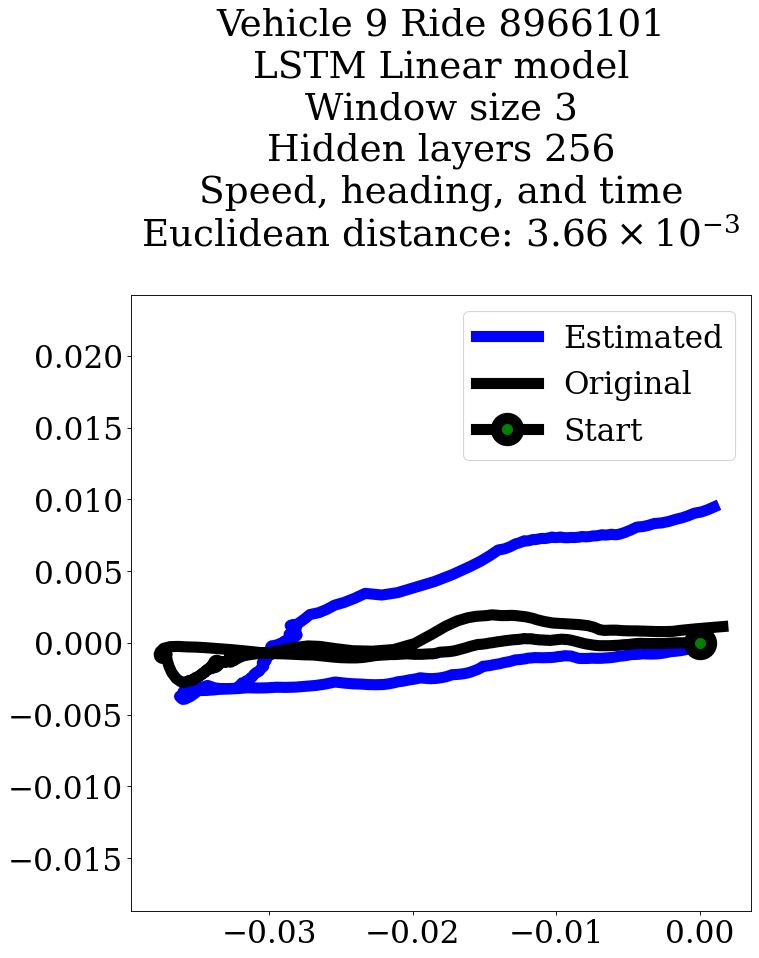 Vehicle 9 Ride 8966101
LSTM Linear model
Window size 3
Hidden layers 256
Speed, heading, and time
Euclidean distance: 3.66 × 10⁻³
Estimated
Original
Start
0.020
0.015
0.010
0.005
0.000
−0.005
−0.010
−0.015
−0.03 −0.02 −0.01 0.00